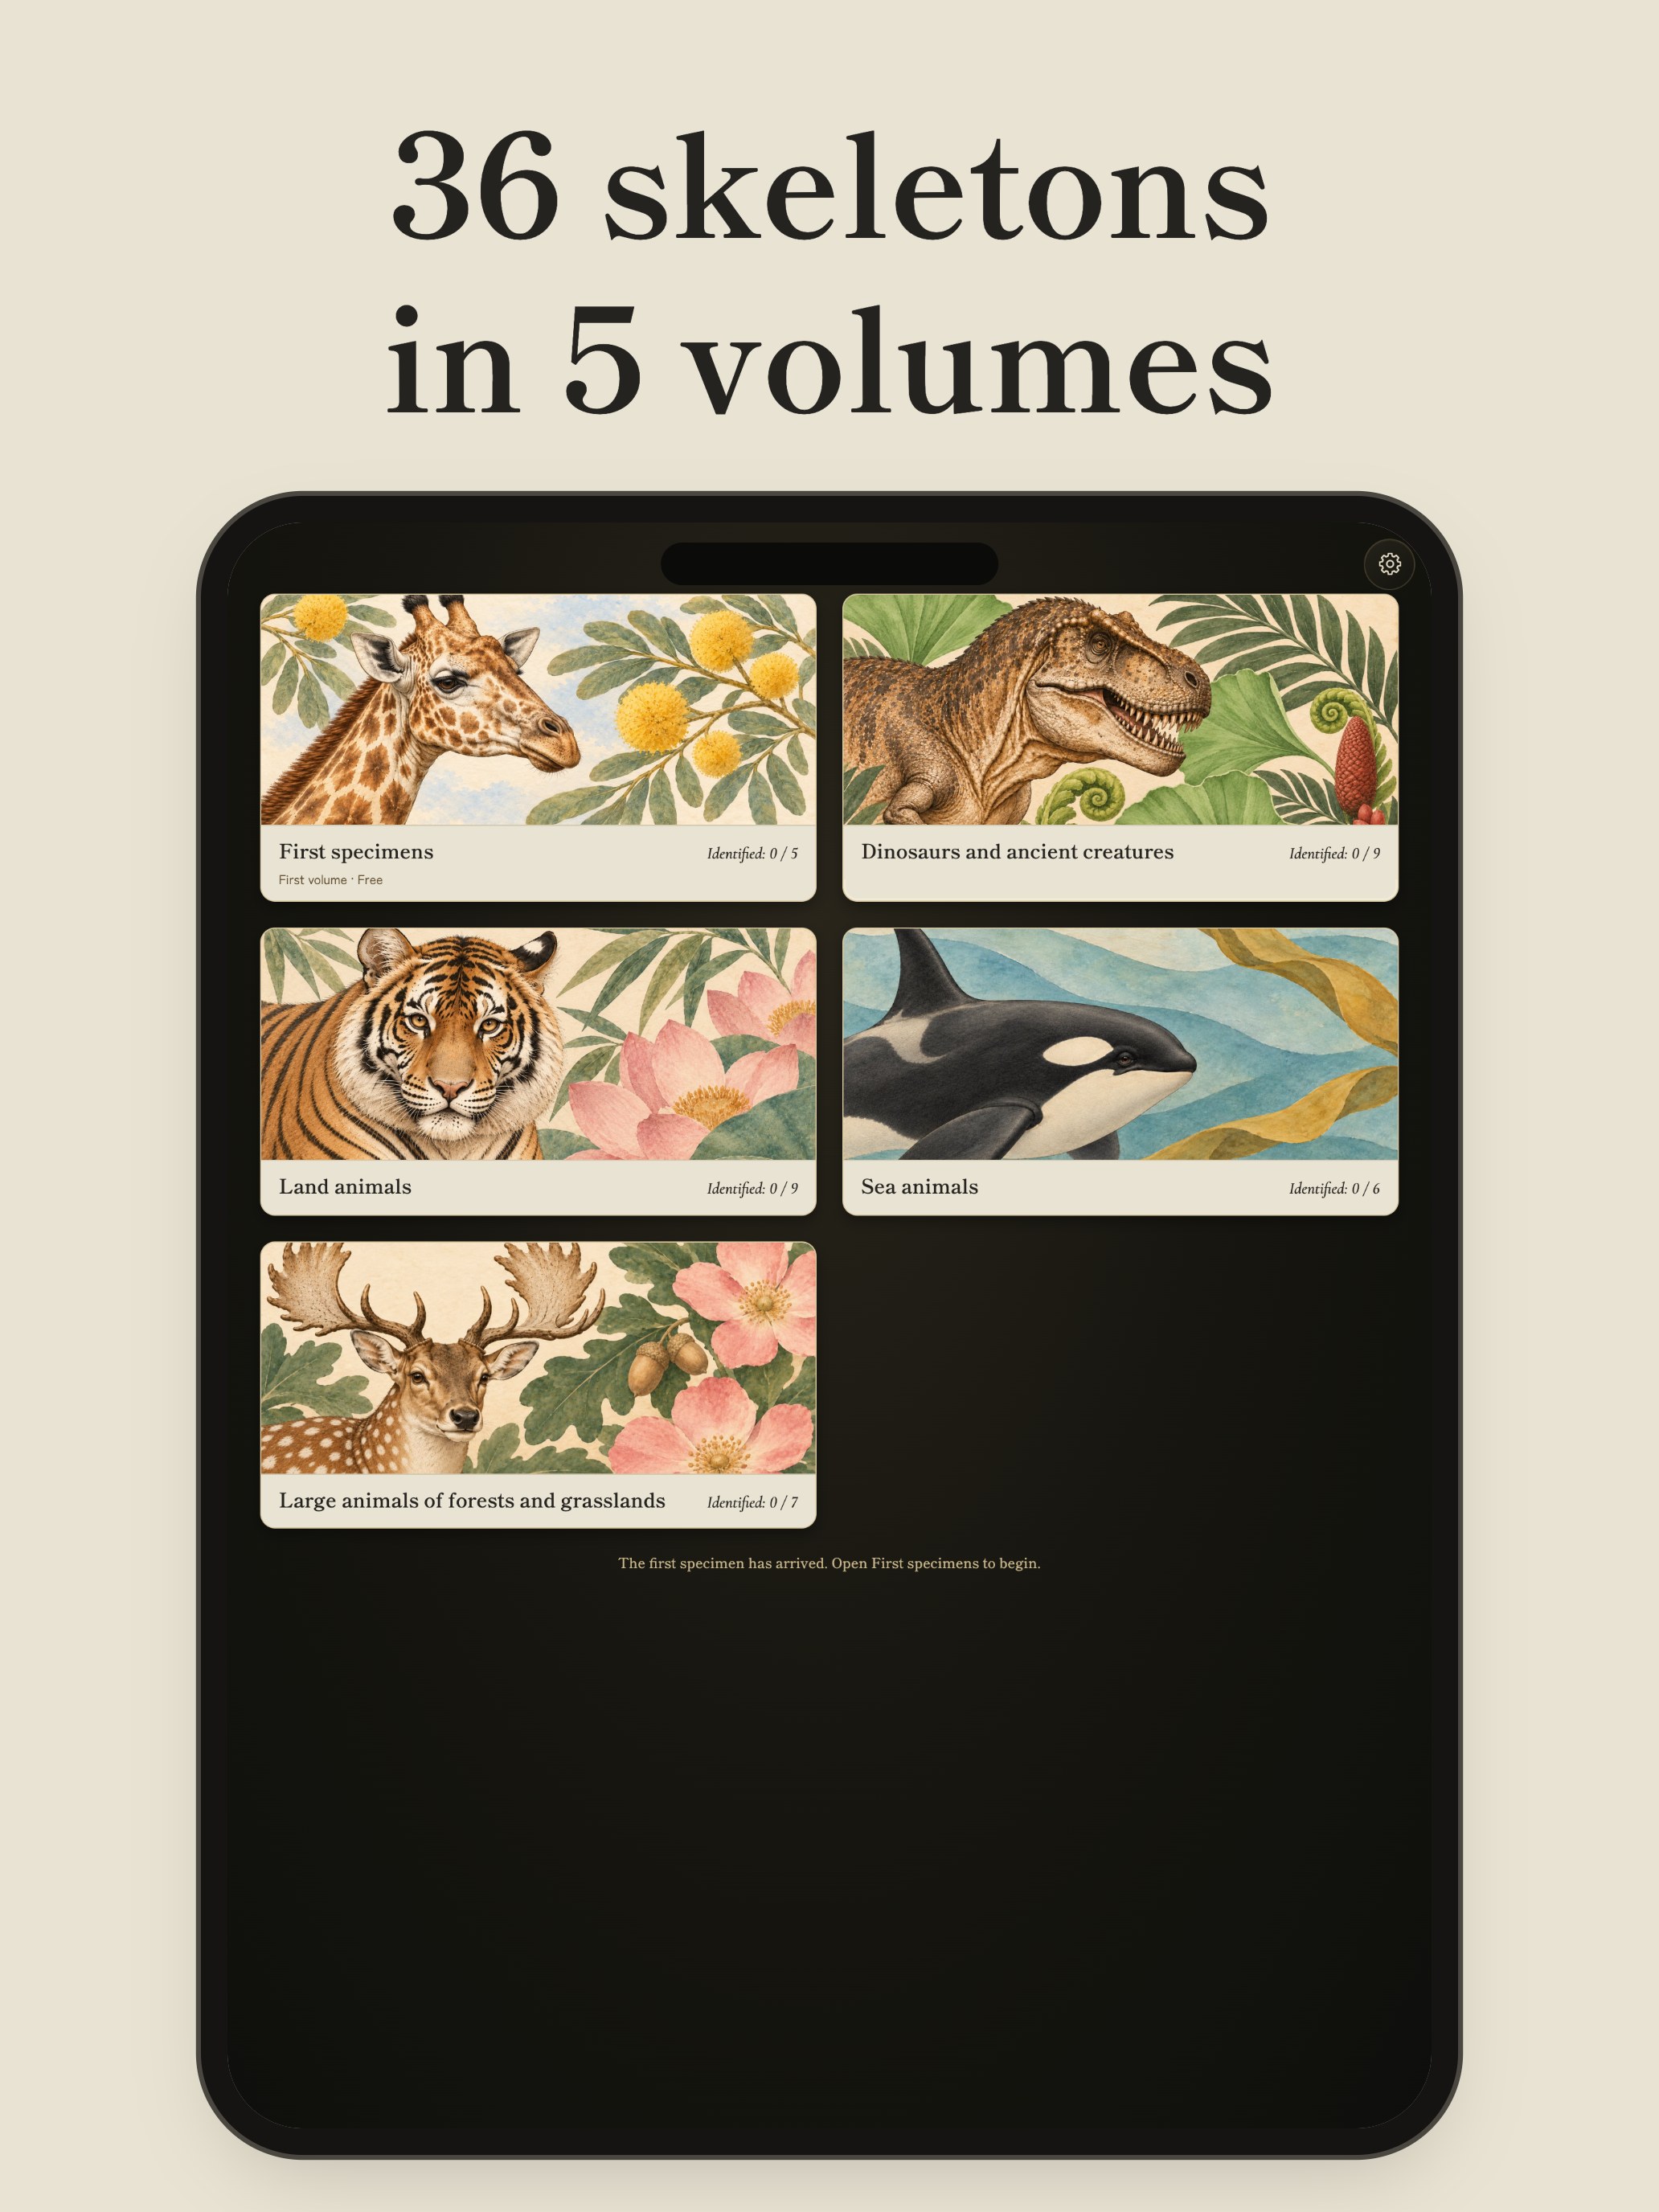 36 skeletons
in 5 volumes
First specimens
Identified: 0 / 5
First volume · Free
Dinosaurs and ancient creatures
Identified: 0 / 9
Land animals
Identified: 0 / 9
Sea animals
Identified: 0 / 6
Large animals of forests and grasslands
Identified: 0 / 7
The first specimen has arrived. Open First specimens to begin.